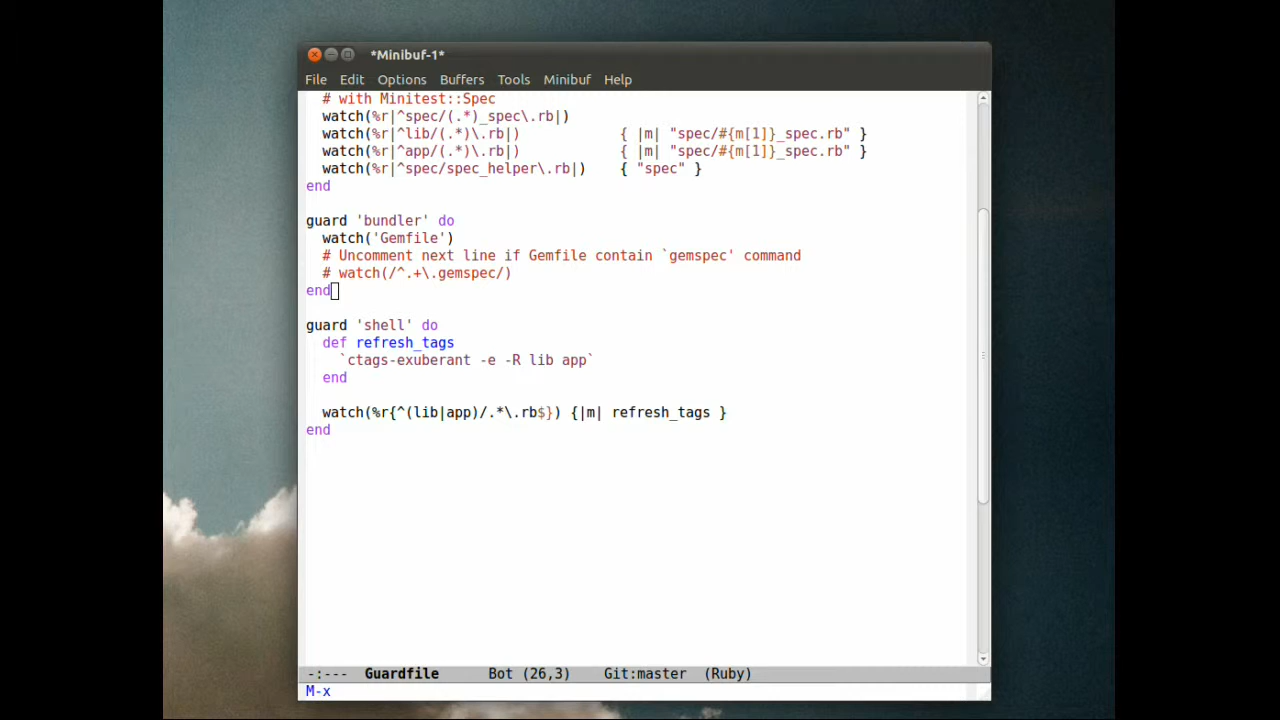 *Minibuf-1*
File Edit Options Buffers Tools Minibuf Help
# with Minitest::Spec
watch(%r|^spec/(.*)_spec\.rb|)
watch(%r|^lib/(.*)\.rb|) { |m| "spec/#{m[1]}_spec.rb" }
watch(%r|^app/(.*)\.rb|) { |m| "spec/#{m[1]}_spec.rb" }
watch(%r|^spec/spec_helper\.rb|) { "spec" }
end
guard 'bundler' do
watch('Gemfile')
# Uncomment next line if Gemfile contain `gemspec' command
# watch(/^.+\.gemspec/)
end
guard 'shell' do
def refresh_tags
`ctags-exuberant -e -R lib app`
end
watch(%r{^(lib|app)/.*\.rb$}) {|m| refresh_tags }
end
-:--- Guardfile Bot (26,3) Git:master (Ruby)
M-x